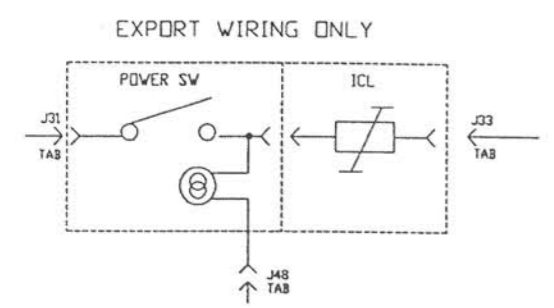 EXPORT WIRING ONLY
POWER SW
ICL
J31
TAB
J33
TAB
J48
TAB